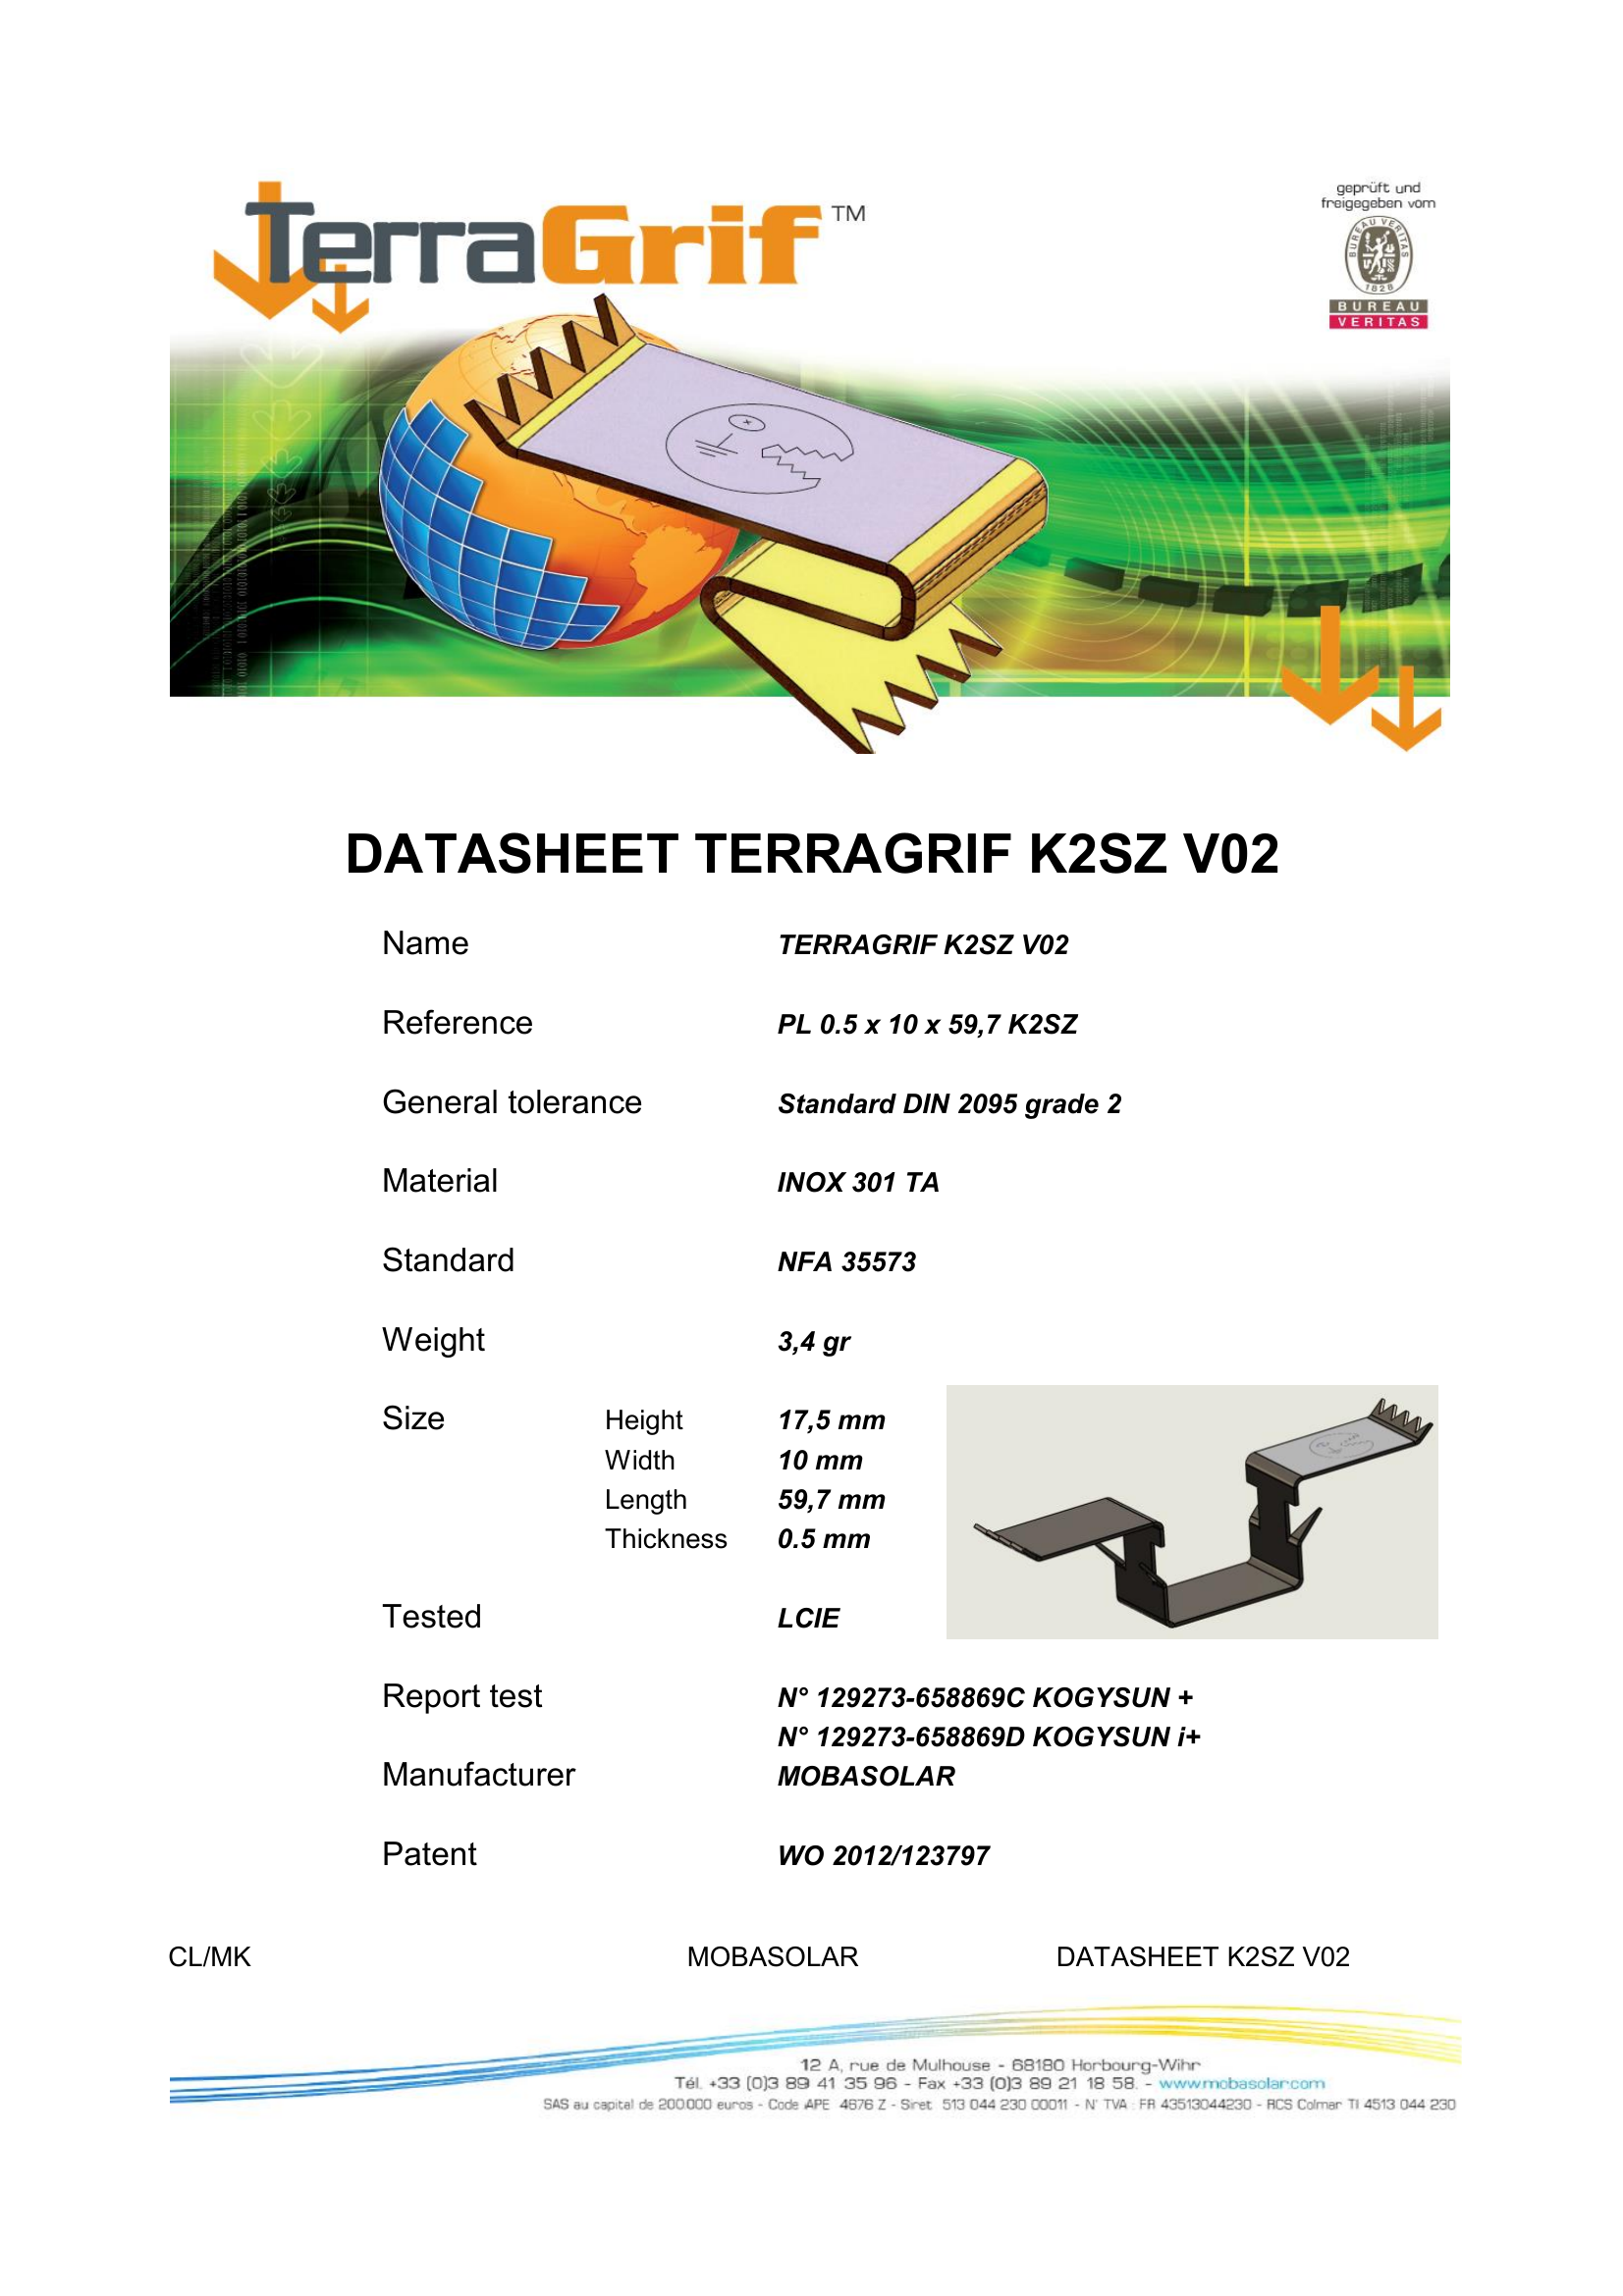 TerraGrif™
geprüft und
freigegeben vom
BUREAU VERITAS
1828
BUREAU
VERITAS
DATASHEET TERRAGRIF K2SZ V02
Name TERRAGRIF K2SZ V02
Reference PL 0.5 x 10 x 59,7 K2SZ
General tolerance Standard DIN 2095 grade 2
Material INOX 301 TA
Standard NFA 35573
Weight 3,4 gr
Size Height 17,5 mm
Width 10 mm
Length 59,7 mm
Thickness 0.5 mm
Tested LCIE
Report test N° 129273-658869C KOGYSUN +
N° 129273-658869D KOGYSUN i+
Manufacturer MOBASOLAR
Patent WO 2012/123797
CL/MK MOBASOLAR DATASHEET K2SZ V02
12 A, rue de Mulhouse - 68180 Horbourg-Wihr
Tél. +33 (0)3 89 41 35 96 - Fax +33 (0)3 89 21 18 58. - www.mobasolar.com
SAS au capital de 200000 euros - Code APE 4676 Z - Siret 513 044 230 00011 - N° TVA : FR 43513044230 - RCS Colmar TI 4513 044 230